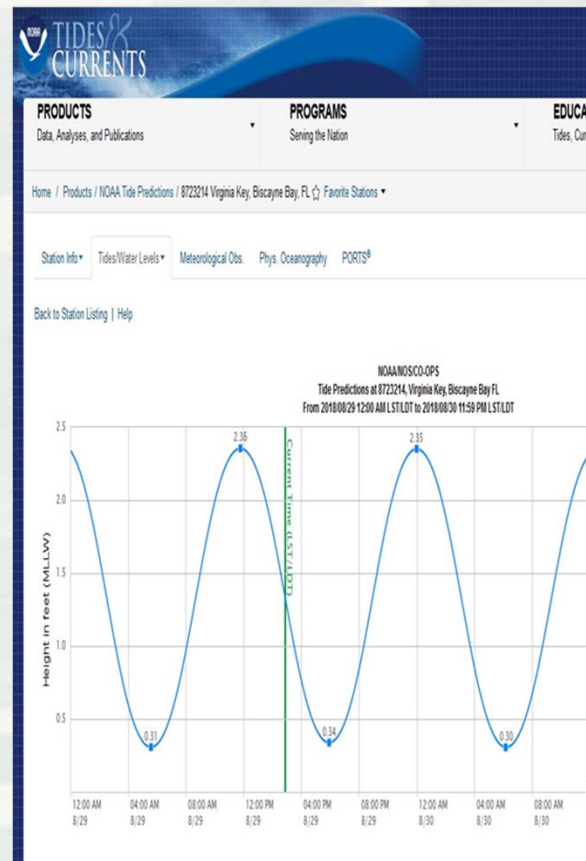 NOAA
TIDES &
CURRENTS
PRODUCTS
Data, Analyses, and Publications
PROGRAMS
Serving the Nation
EDUCA
Tides, Cur
Home / Products / NOAA Tide Predictions / 8723214 Virginia Key, Biscayne Bay, FL ☆ Favorite Stations ▾
Station Info ▾ Tides/Water Levels ▾ Meteorological Obs. Phys. Oceanography PORTS®
Back to Station Listing | Help
NOAA/NOS/CO-OPS
Tide Predictions at 8723214, Virginia Key, Biscayne Bay FL
From 2018/08/29 12:00 AM LST/LDT to 2018/08/30 11:59 PM LST/LDT
Height in feet (MLLW)
2.5
2.0
1.5
1.0
0.5
0.31
2.36
Current Time (LST/LDT)
0.34
2.35
0.30
12:00 AM 04:00 AM 08:00 AM 12:00 PM 04:00 PM 08:00 PM 12:00 AM 04:00 AM 08:00 AM
8/29 8/29 8/29 8/29 8/29 8/29 8/30 8/30 8/30